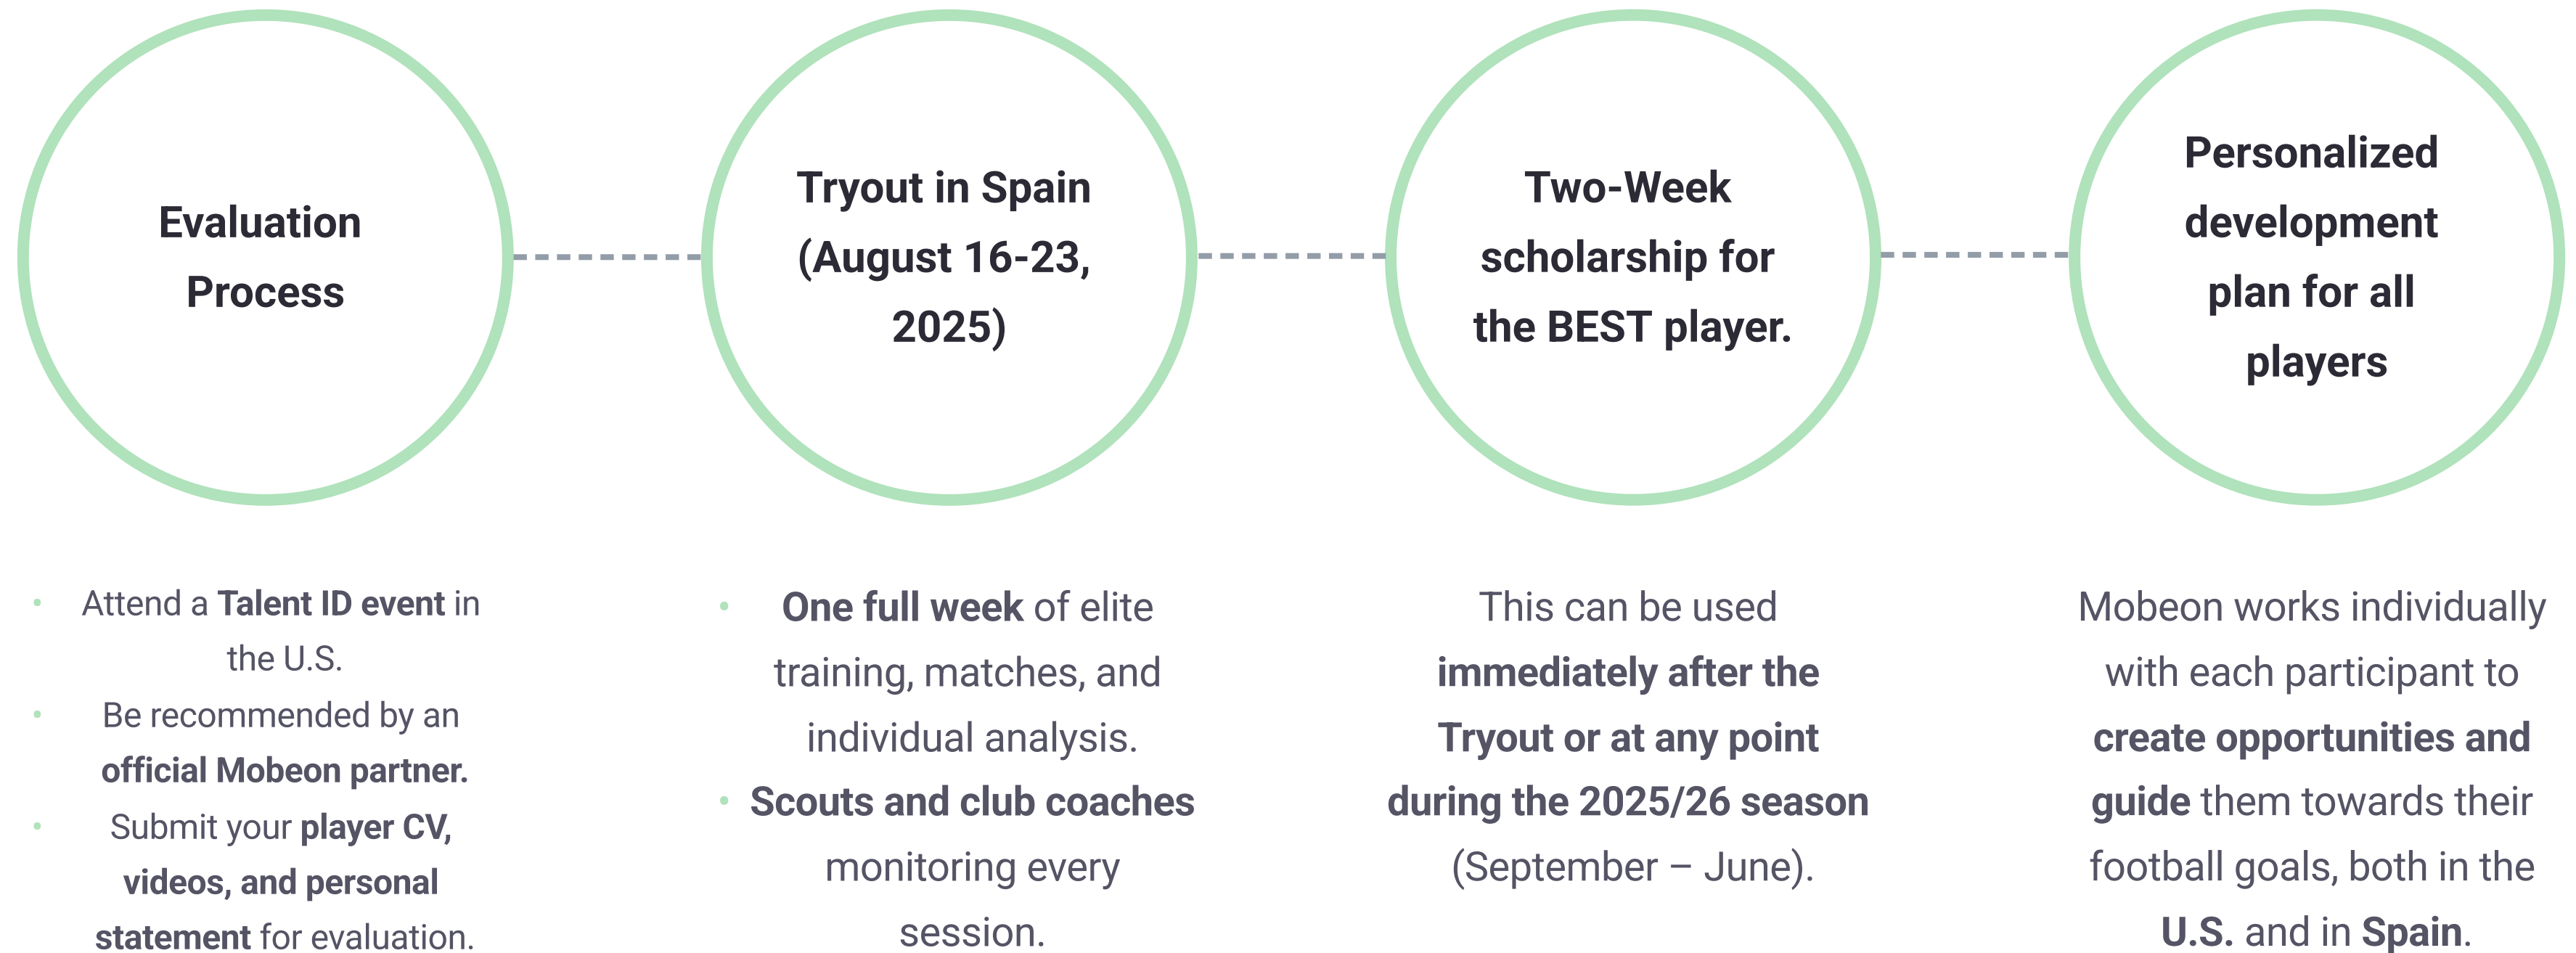 Evaluation
Process
Tryout in Spain
(August 16-23,
2025)
Two-Week
scholarship for
the BEST player.
Personalized
development
plan for all
players
• Attend a Talent ID event in
the U.S.
• Be recommended by an
official Mobeon partner.
• Submit your player CV,
videos, and personal
statement for evaluation.
• One full week of elite
training, matches, and
individual analysis.
• Scouts and club coaches
monitoring every
session.
This can be used
immediately after the
Tryout or at any point
during the 2025/26 season
(September – June).
Mobeon works individually
with each participant to
create opportunities and
guide them towards their
football goals, both in the
U.S. and in Spain.